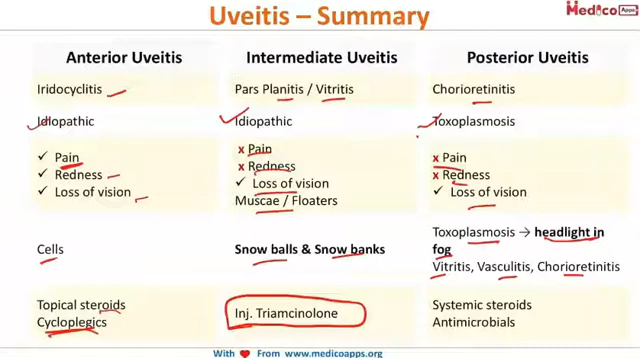 Uveitis – Summary
MedicoApps
Anterior Uveitis
Intermediate Uveitis
Posterior Uveitis
Iridocyclitis
Pars Planitis / Vitritis
Chorioretinitis
Idiopathic
Idiopathic
Toxoplasmosis
✓ Pain
✓ Redness
✓ Loss of vision
x Pain
x Redness
✓ Loss of vision
Muscae / Floaters
x Pain
x Redness
✓ Loss of vision
Cells
Snow balls & Snow banks
Toxoplasmosis → headlight in
fog
Vitritis, Vasculitis, Chorioretinitis
Topical steroids
Cycloplegics
Inj. Triamcinolone
Systemic steroids
Antimicrobials
With ♥ From www.medicoapps.org